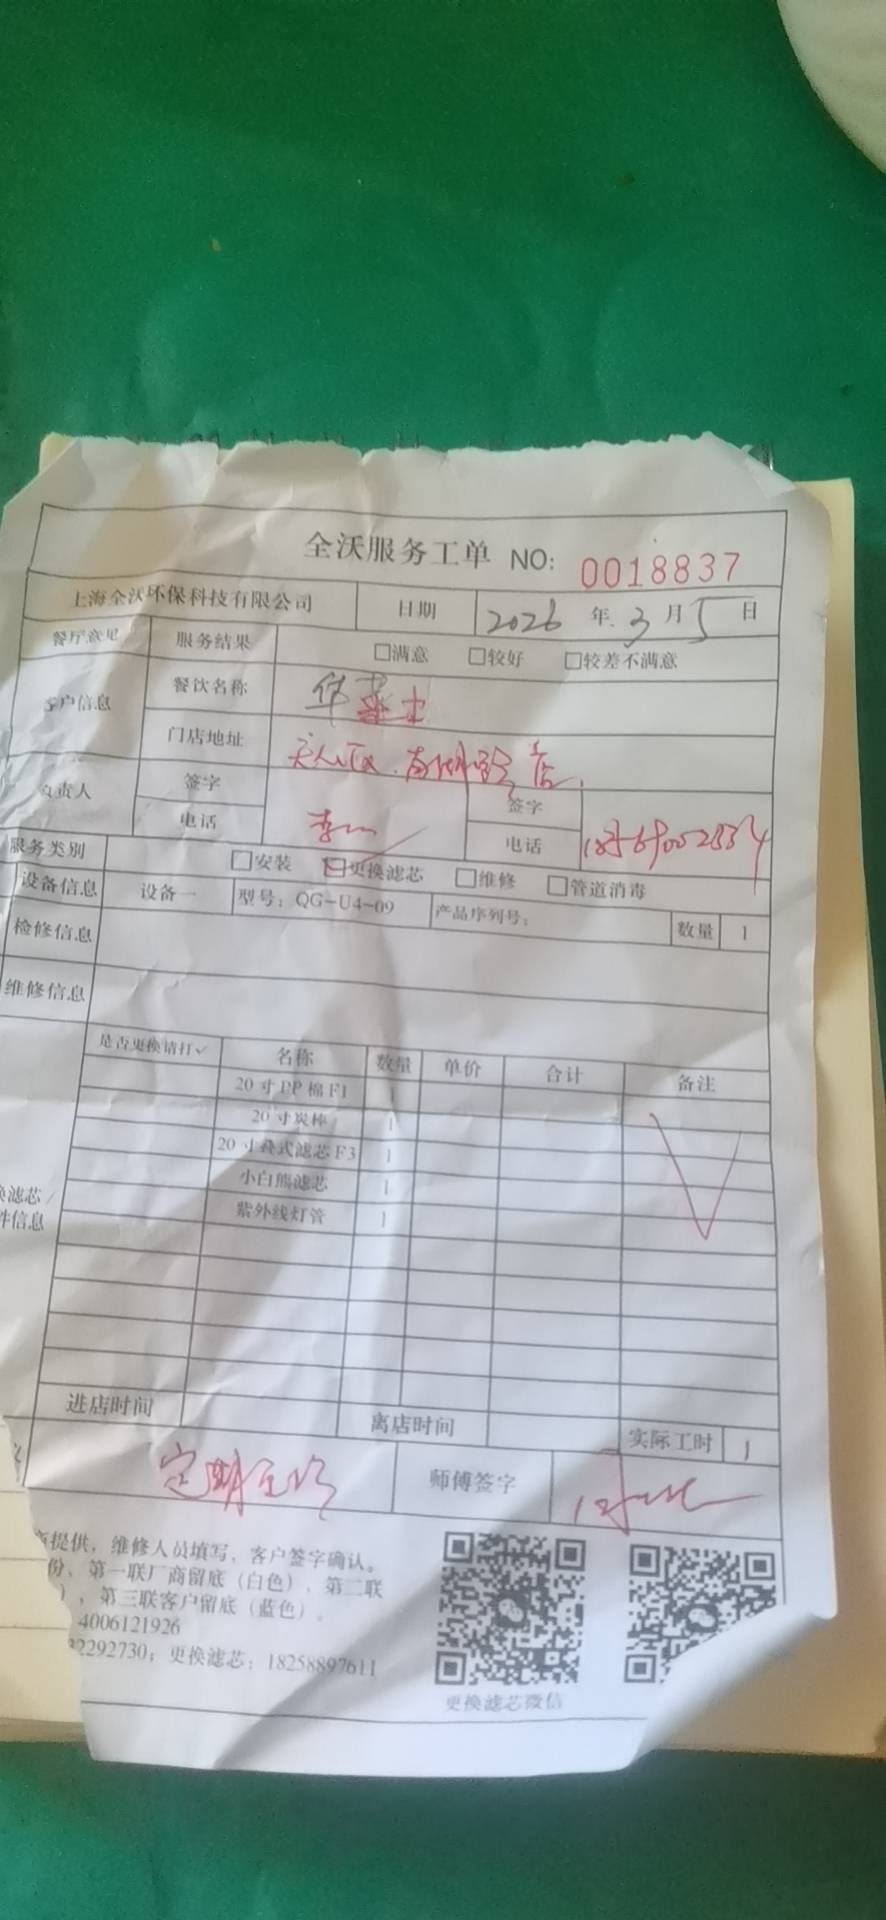 全沃服务工单 NO: 0018837
上海全沃环保科技有限公司 日期 2026年3月5日
餐厅意见 服务结果 □满意 □较好 □较差不满意
客户信息 餐饮名称 华莱士
门店地址 店
负责人 签字 签字
电话 电话
服务类别 □安装 □更换滤芯 □维修 □管道消毒
设备信息 设备一 型号：QG-U4-09 产品序列号： 数量 1
检修信息
维修信息
是否更换请打✓ 名称 数量 单价 合计 备注
20寸PP棉F1 1
20寸炭棒 1
20寸叠式滤芯F3 1
小白熊滤芯 1
紫外线灯管 1
换滤芯/
件信息
进店时间 离店时间 实际工时 1
定期 师傅签字
提供，维修人员填写，客户签字确认。
份、第一联厂商留底（白色）、第二联
）、第三联客户留底（蓝色）。
4006121926
2292730；更换滤芯：18258897611
更换滤芯微信